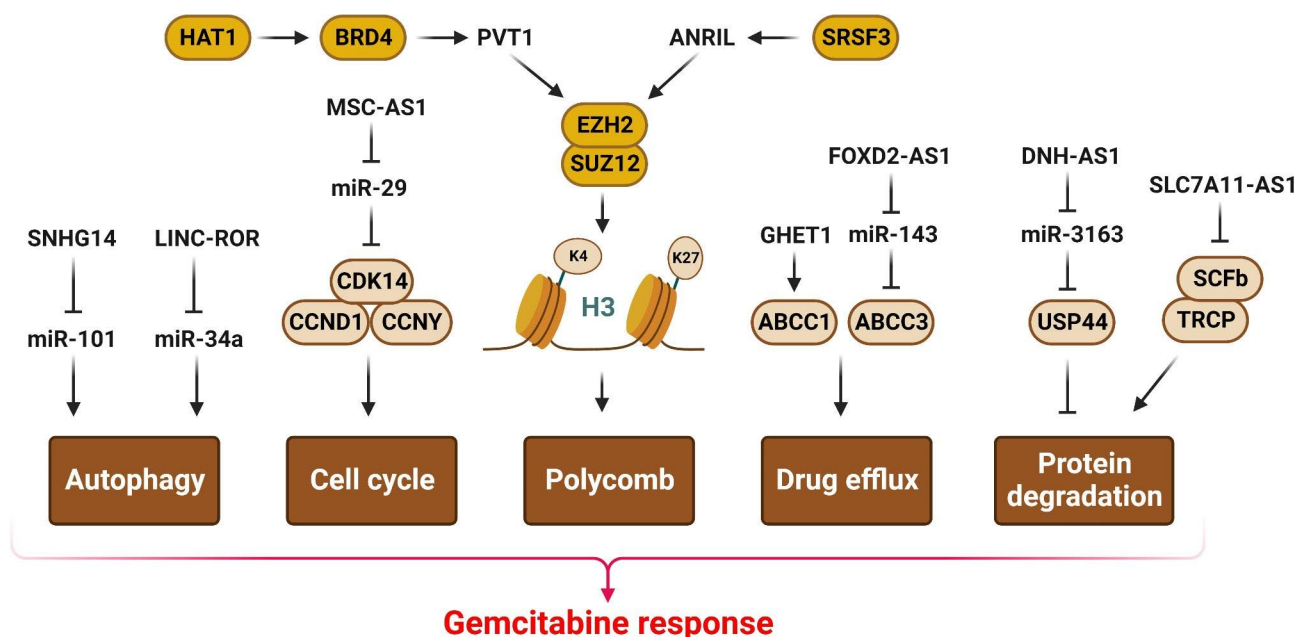 HAT1
BRD4
PVT1
ANRIL
SRSF3
MSC-AS1
EZH2
SUZ12
miR-29
FOXD2-AS1
DNH-AS1
SLC7A11-AS1
SNHG14
LINC-ROR
GHET1
miR-143
miR-3163
K4
K27
CDK14
SCFb
H3
CCND1
CCNY
ABCC1
ABCC3
USP44
TRCP
miR-101
miR-34a
Autophagy
Cell cycle
Polycomb
Drug efflux
Protein
degradation
Gemcitabine response